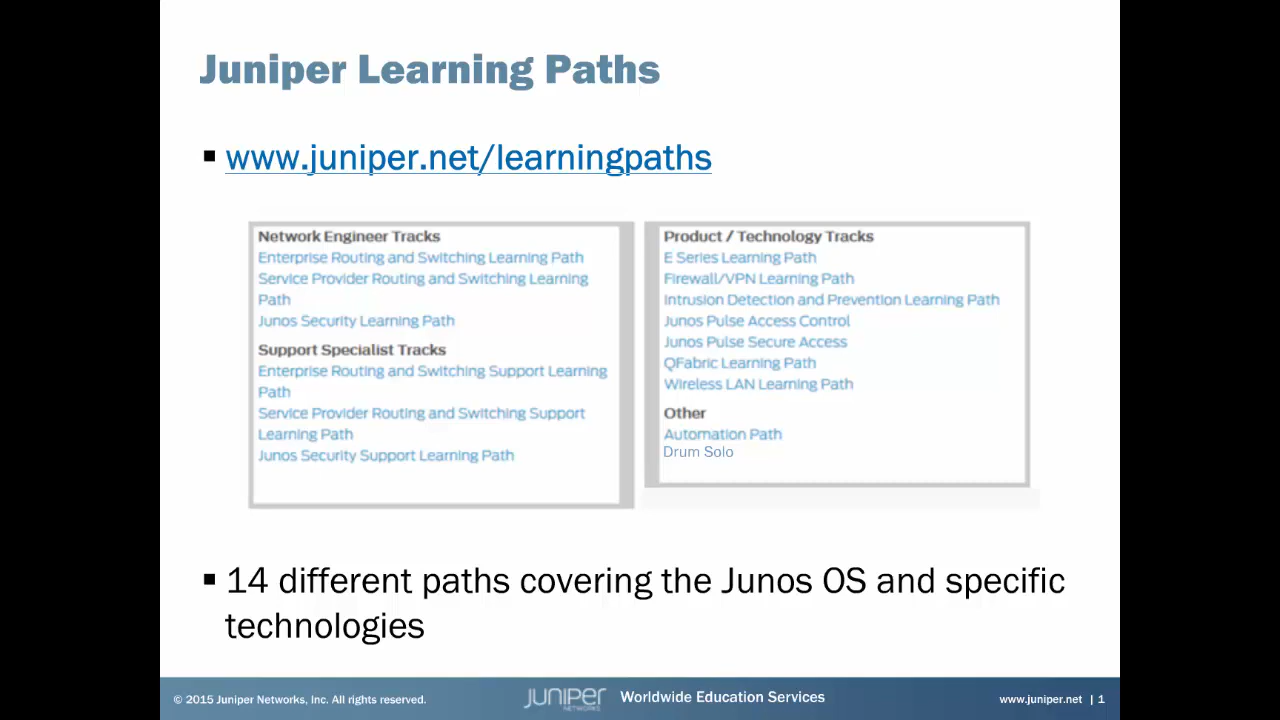 Juniper Learning Paths
www.juniper.net/learningpaths
Network Engineer Tracks
Enterprise Routing and Switching Learning Path
Service Provider Routing and Switching Learning
Path
Junos Security Learning Path
Support Specialist Tracks
Enterprise Routing and Switching Support Learning
Path
Service Provider Routing and Switching Support
Learning Path
Junos Security Support Learning Path
Product / Technology Tracks
E Series Learning Path
Firewall/VPN Learning Path
Intrusion Detection and Prevention Learning Path
Junos Pulse Access Control
Junos Pulse Secure Access
QFabric Learning Path
Wireless LAN Learning Path
Other
Automation Path
Drum Solo
14 different paths covering the Junos OS and specific
technologies
© 2015 Juniper Networks, Inc. All rights reserved.
JUNIPER
NETWORKS
Worldwide Education Services
www.juniper.net | 1